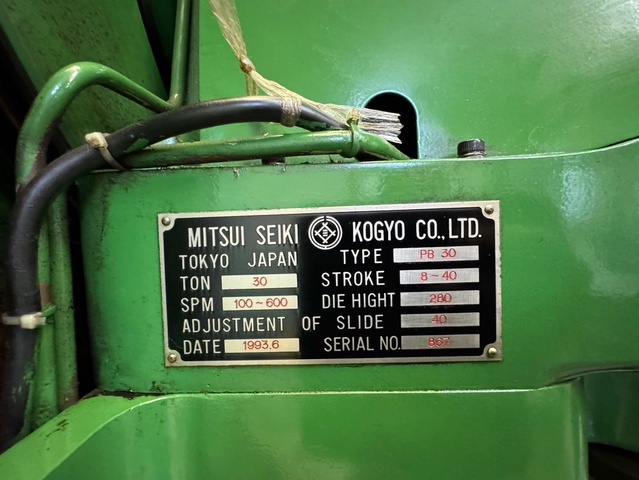 MITSUI SEIKI KOGYO CO., LTD.
TOKYO JAPAN TYPE PB 30
TON 30 STROKE 8~40
SPM 100~600 DIE HIGHT 280
ADJUSTMENT OF SLIDE 40
DATE 1993.6 SERIAL NO. 867